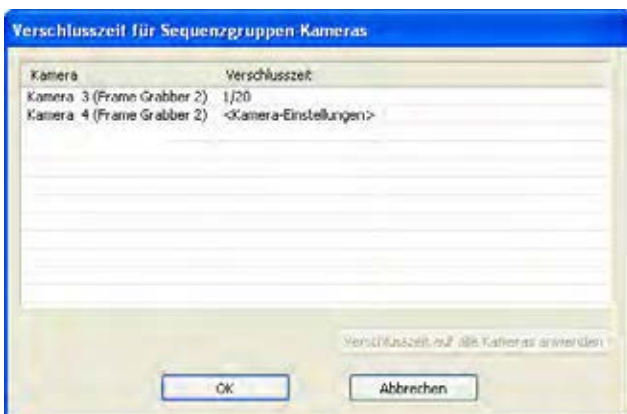 Verschlusszeit für Sequenzgruppen-Kameras
Kamera Verschlusszeit
Kamera 3 (Frame Grabber 2) 1/20
Kamera 4 (Frame Grabber 2) <Kamera-Einstellungen>
Verschlusszeit auf alle Kameras anwenden
OK Abbrechen